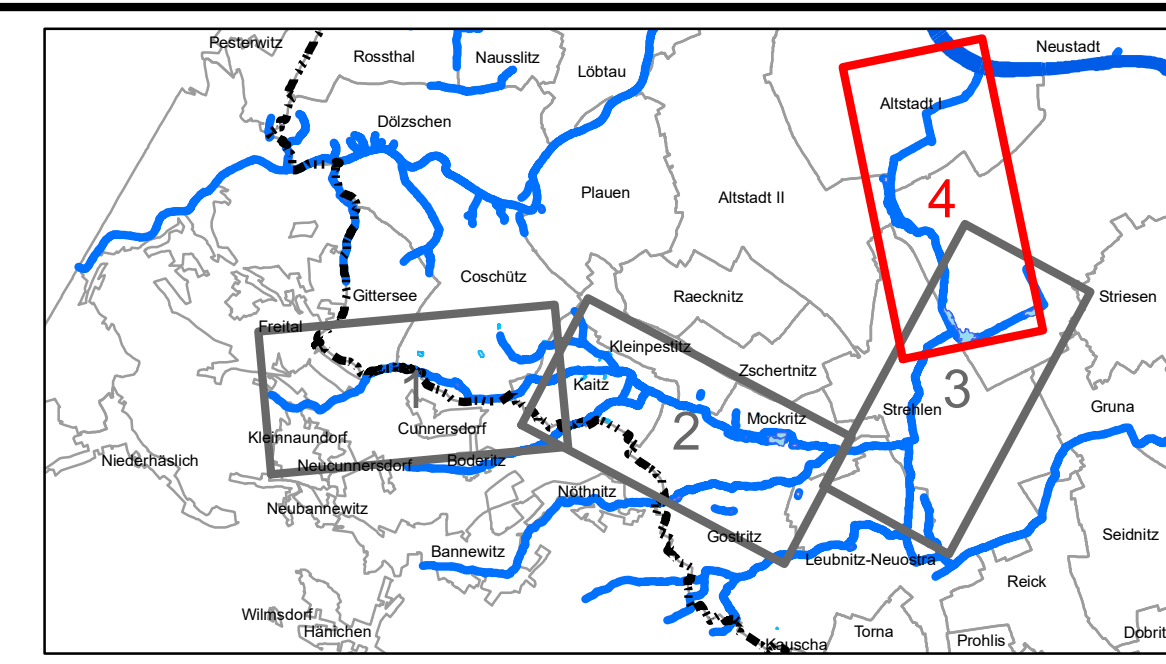 Pesterwitz
Rossthal
Nausslitz
Löbtau
Neustadt
Altstadt I
Dölzschen
Plauen
Altstadt II
4
Coschütz
Gittersee
Raecknitz
Striesen
Freital
Kleinpestitz
Zschertnitz
Kaitz
1
3
Strehlen
Gruna
Mockritz
2
Cunnersdorf
Kleinnaundorf
Niederhäslich
Neucunnersdorf
Boderitz
Nöthnitz
Neubannewitz
Gostritz
Seidnitz
Bannewitz
Leubnitz-Neuostra
Reick
Wilmsdorf
Hänichen
Torna
Prohlis
Dobrit
Kauscha